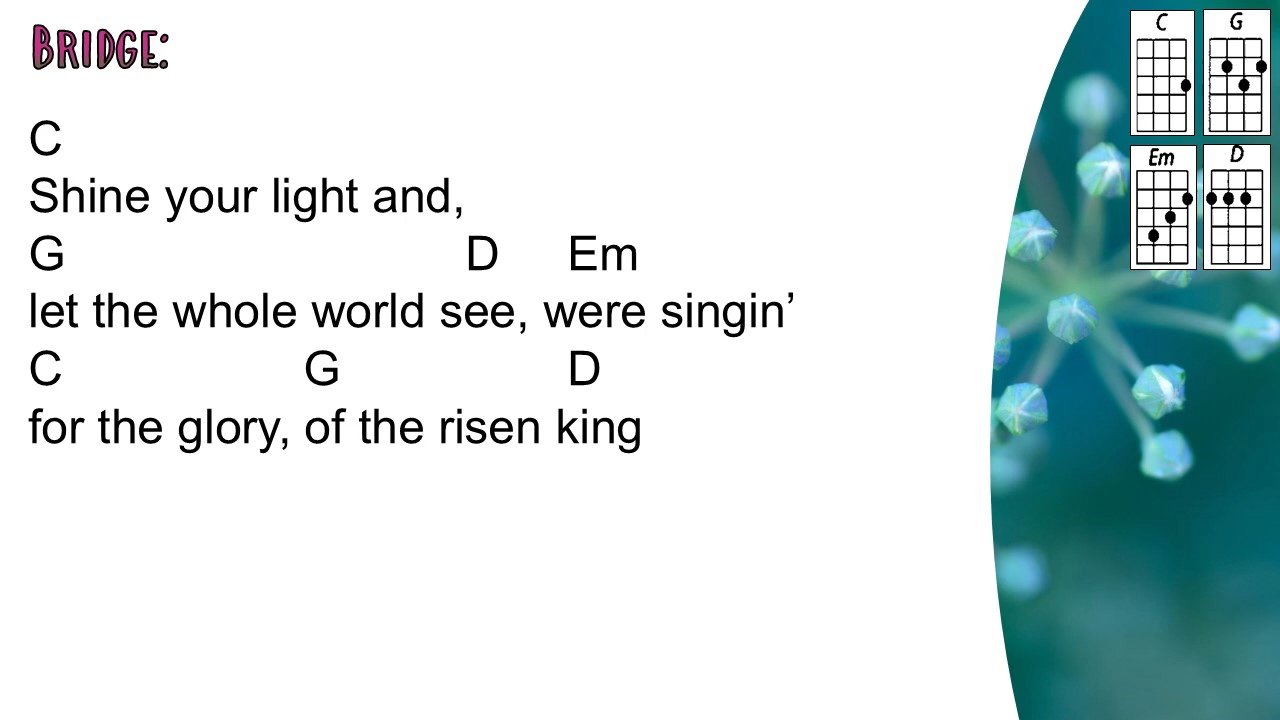 BRIDGE:
C
Shine your light and,
G D Em
let the whole world see, were singin’
C G D
for the glory, of the risen king
C G
Em D